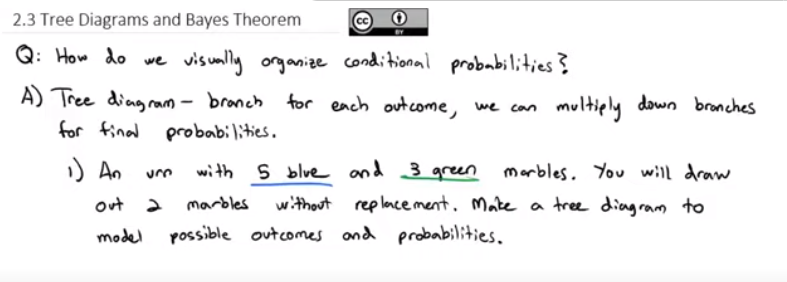 2.3 Tree Diagrams and Bayes Theorem
cc
BY
Q: How do we visually organize conditional probabilities?
A) Tree diagram - branch for each outcome, we can multiply down branches
for final probabilities.
1) An urn with 5 blue and 3 green marbles. You will draw
out 2 marbles without replacement. Make a tree diagram to
model possible outcomes and probabilities.